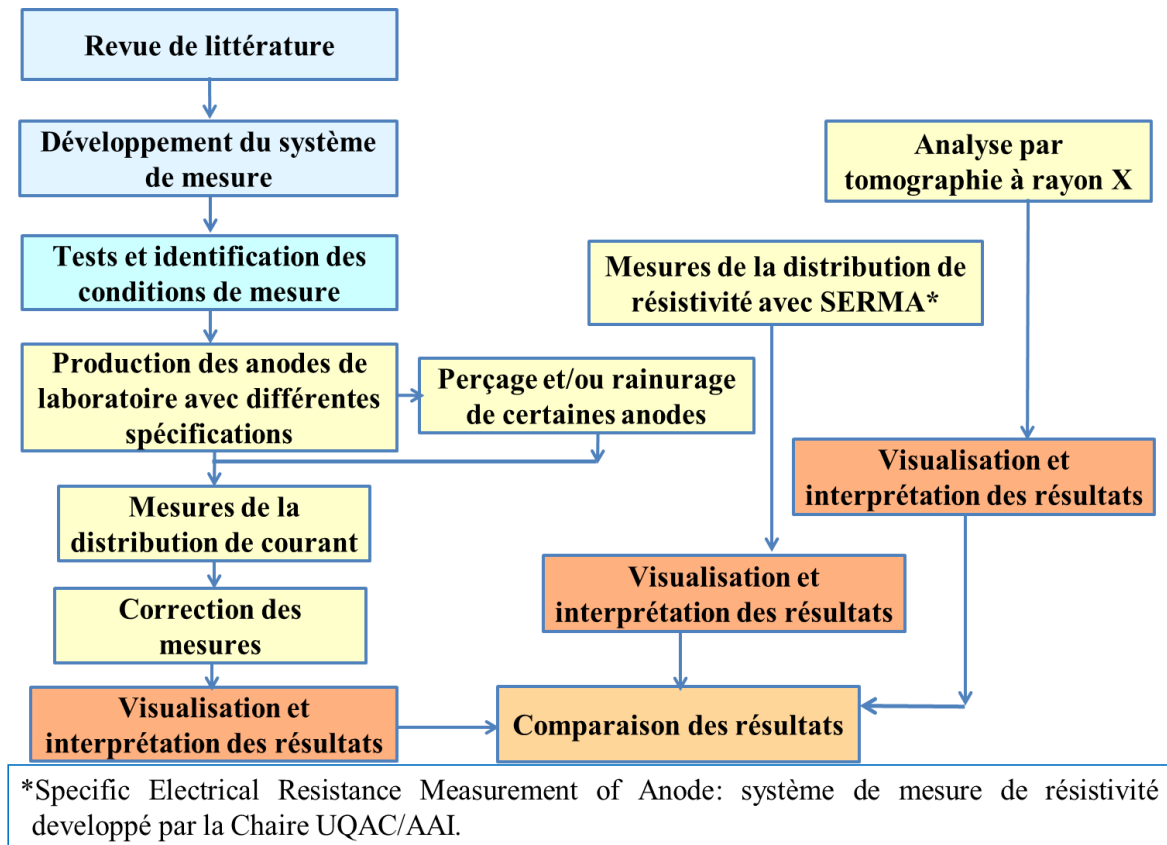 Revue de littérature
Développement du système
de mesure
Tests et identification des
conditions de mesure
Production des anodes de
laboratoire avec différentes
spécifications
Perçage et/ou rainurage
de certaines anodes
Mesures de la
distribution de courant
Correction des
mesures
Visualisation et
interprétation des résultats
Mesures de la distribution de
résistivité avec SERMA*
Visualisation et
interprétation des résultats
Analyse par
tomographie à rayon X
Visualisation et
interprétation des résultats
Comparaison des résultats
*Specific Electrical Resistance Measurement of Anode: système de mesure de résistivité
developpé par la Chaire UQAC/AAI.